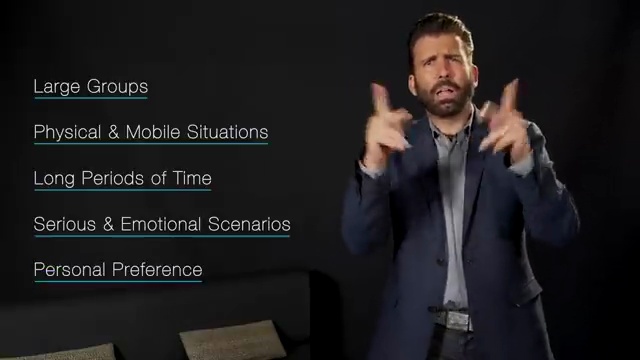 Large Groups
Physical & Mobile Situations
Long Periods of Time
Serious & Emotional Scenarios
Personal Preference